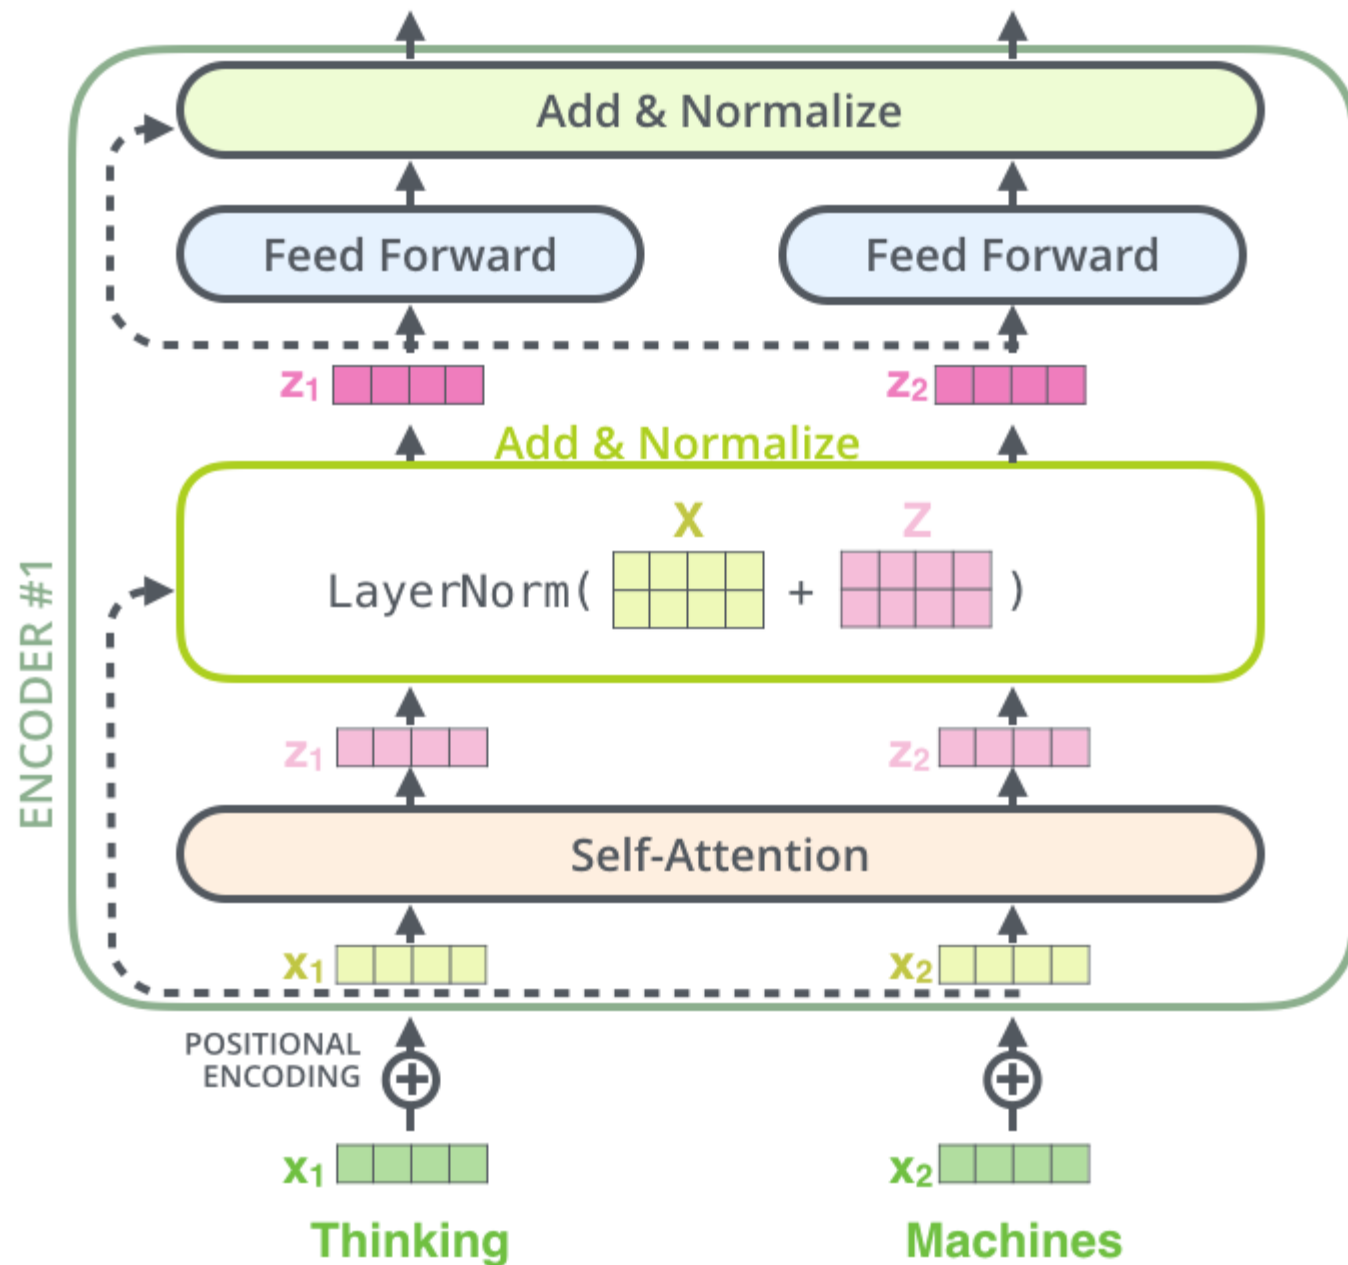 Add & Normalize
Feed Forward Feed Forward
z1 z2
Add & Normalize
X Z
LayerNorm( + )
ENCODER #1
z1 z2
Self-Attention
x1 x2
POSITIONAL
ENCODING
x1 x2
Thinking Machines